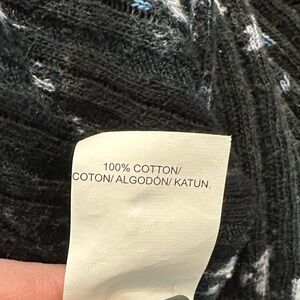 100% COTTON/
COTON/ ALGODÓN/ KATUN.